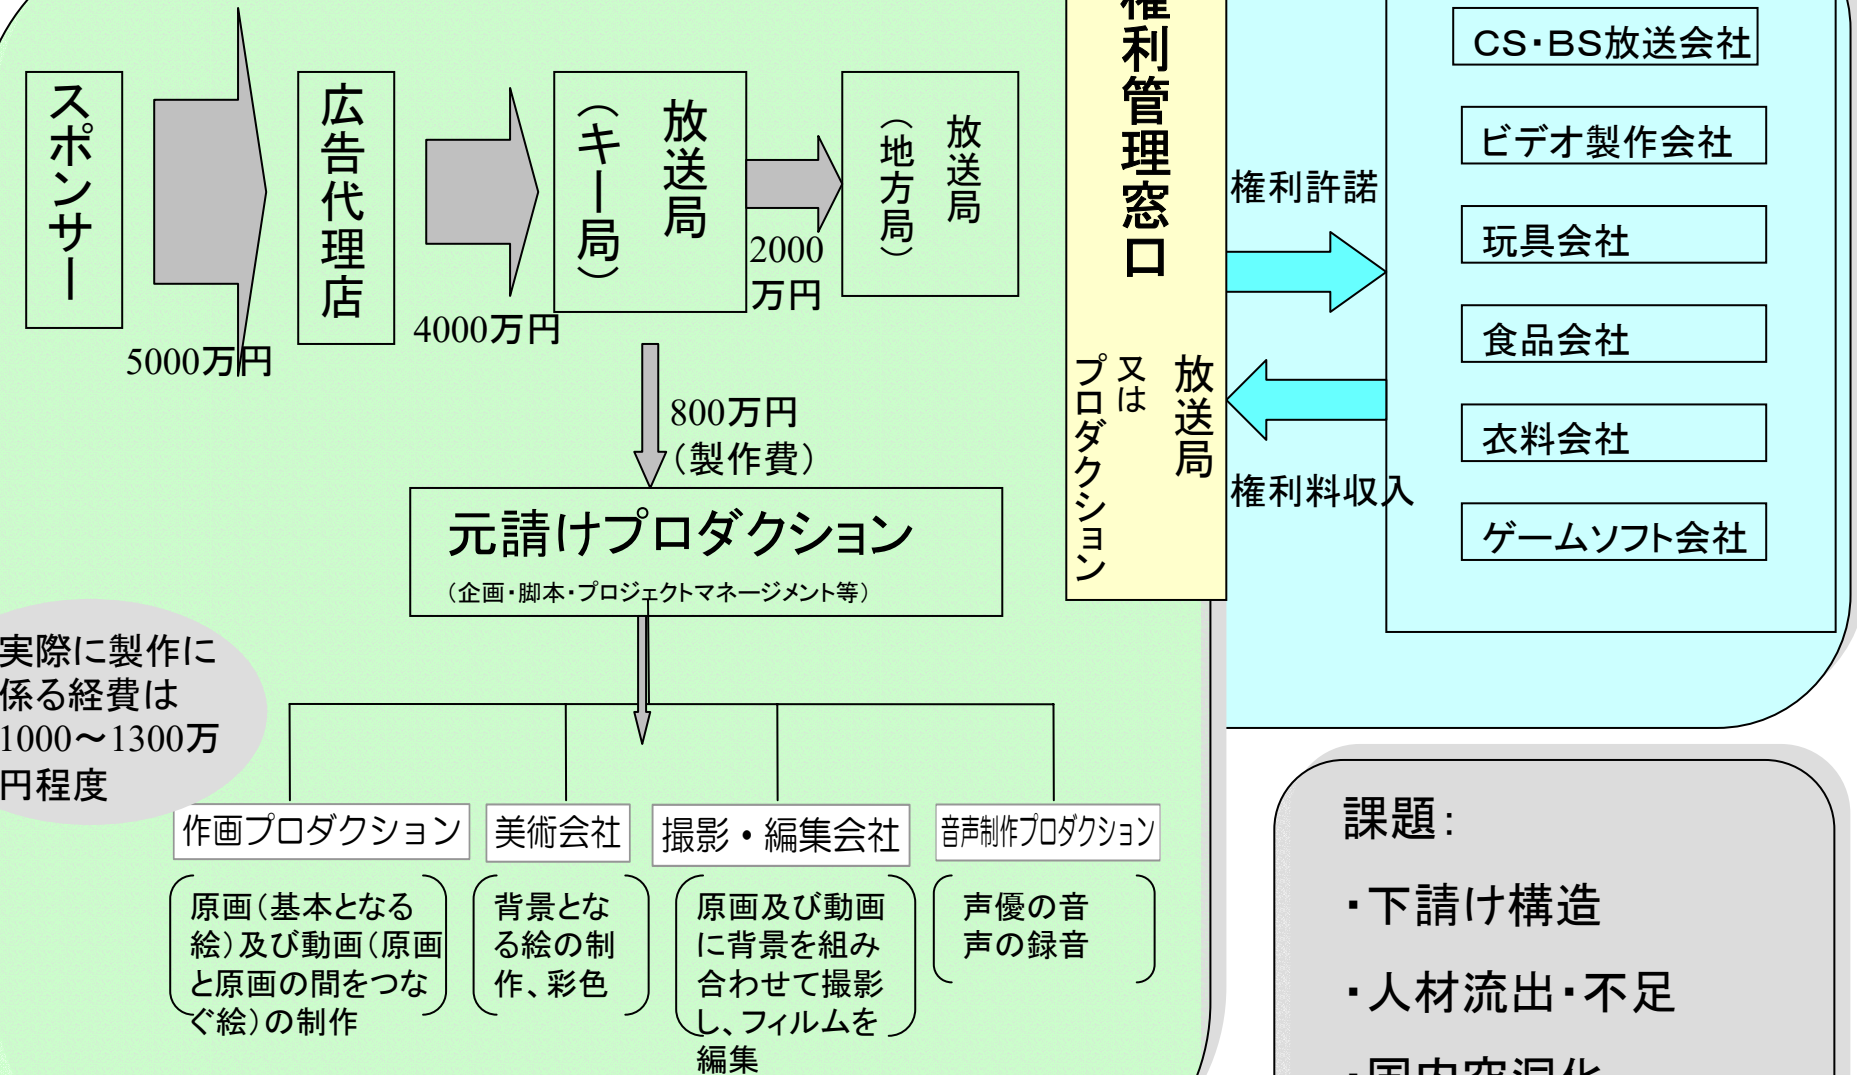 スポンサー
5000万円
広告代理店
4000万円
放送局
（キー局）
2000
万円
放送局
（地方局）
800万円
（製作費）
元請けプロダクション
（企画・脚本・プロジェクトマネージメント等）
実際に製作に
係る経費は
1000～1300万
円程度
作画プロダクション
原画（基本となる
絵）及び動画（原画
と原画の間をつな
ぐ絵）の制作
美術会社
背景とな
る絵の制
作、彩色
撮影・編集会社
原画及び動画
に背景を組み
合わせて撮影
し、フィルムを
編集
音声制作プロダクション
声優の音
声の録音
権利管理窓口
放送局
又は
プロダクション
権利許諾
権利料収入
CS・BS放送会社
ビデオ製作会社
玩具会社
食品会社
衣料会社
ゲームソフト会社
課題：
・下請け構造
・人材流出・不足
・国内空洞化